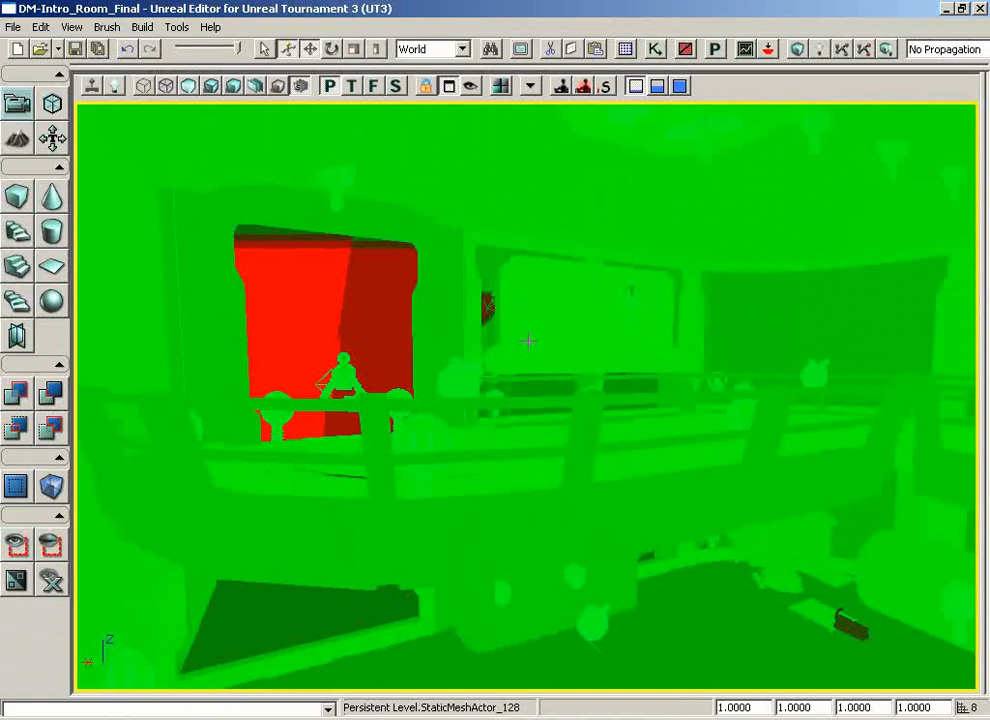 DM-Intro_Room_Final - Unreal Editor for Unreal Tournament 3 (UT3)
File Edit View Brush Build Tools Help
World No Propagation
P T F S S
Z
Persistent Level.StaticMeshActor_128 1.0000 1.0000 1.0000 1.0000 8